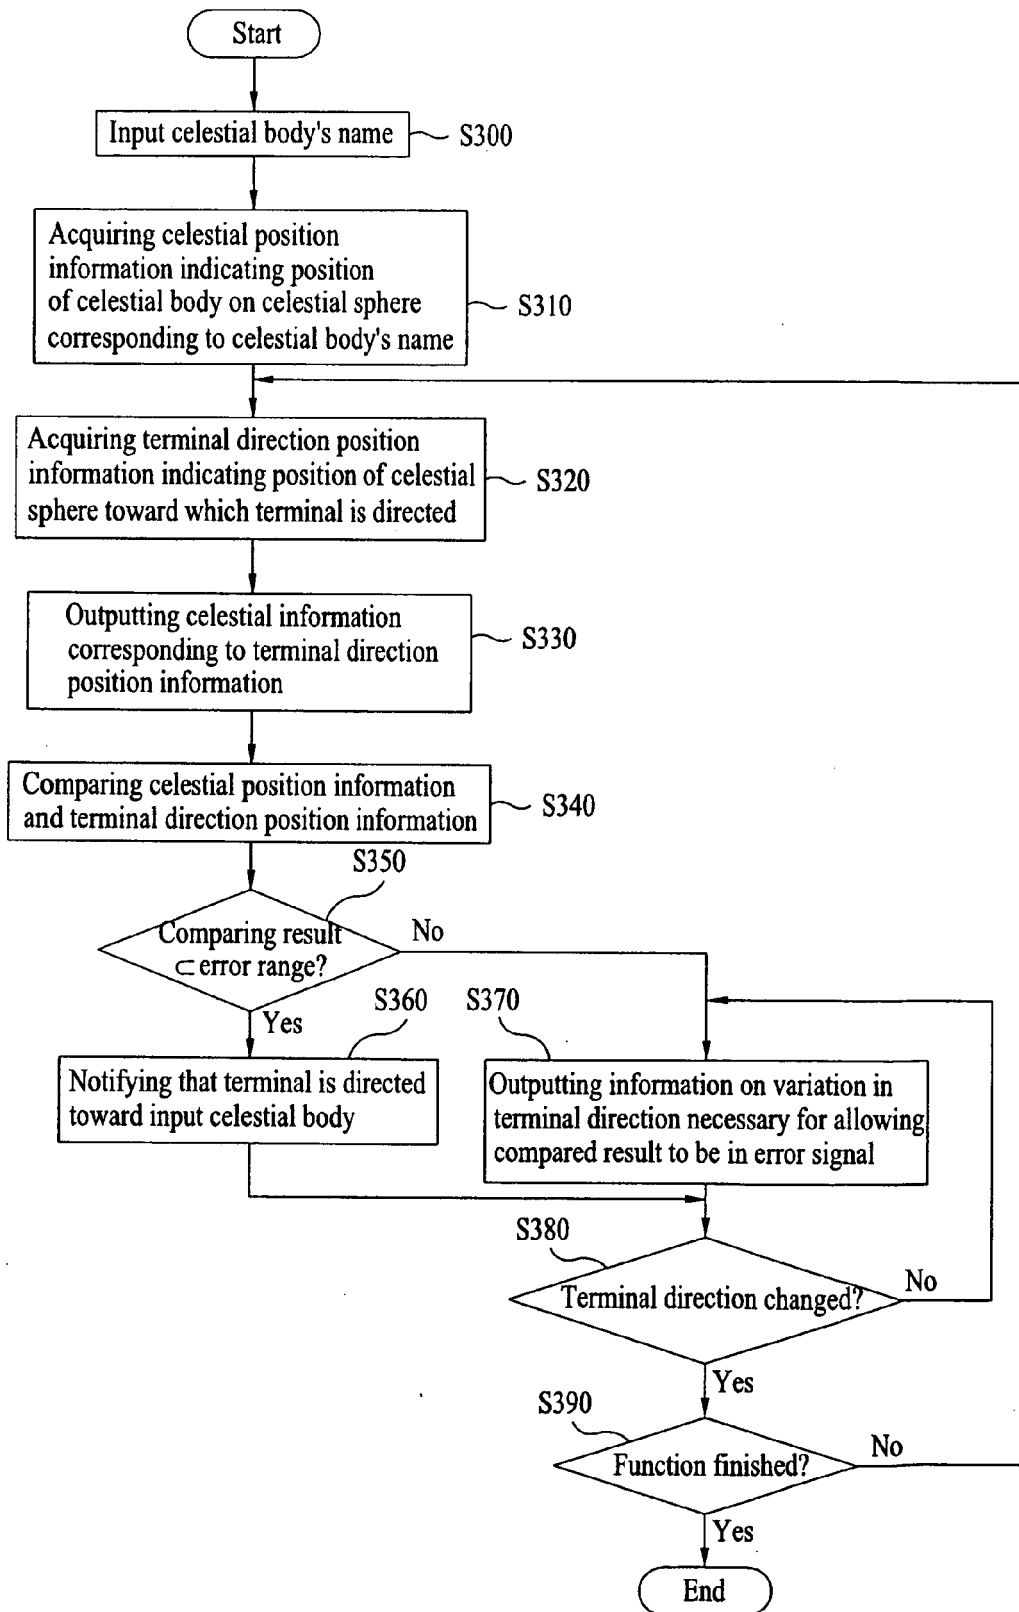 Start
Input celestial body's name
S300
Acquiring celestial position
information indicating position
of celestial body on celestial sphere
corresponding to celestial body's name
S310
Acquiring terminal direction position
information indicating position of celestial
sphere toward which terminal is directed
S320
Outputting celestial information
corresponding to terminal direction
position information
S330
Comparing celestial position information
and terminal direction position information
S340
S350
Comparing result
⊂ error range?
No
Yes
S360
Notifying that terminal is directed
toward input celestial body
S370
Outputting information on variation in
terminal direction necessary for allowing
compared result to be in error signal
S380
Terminal direction changed?
No
Yes
S390
Function finished?
No
Yes
End